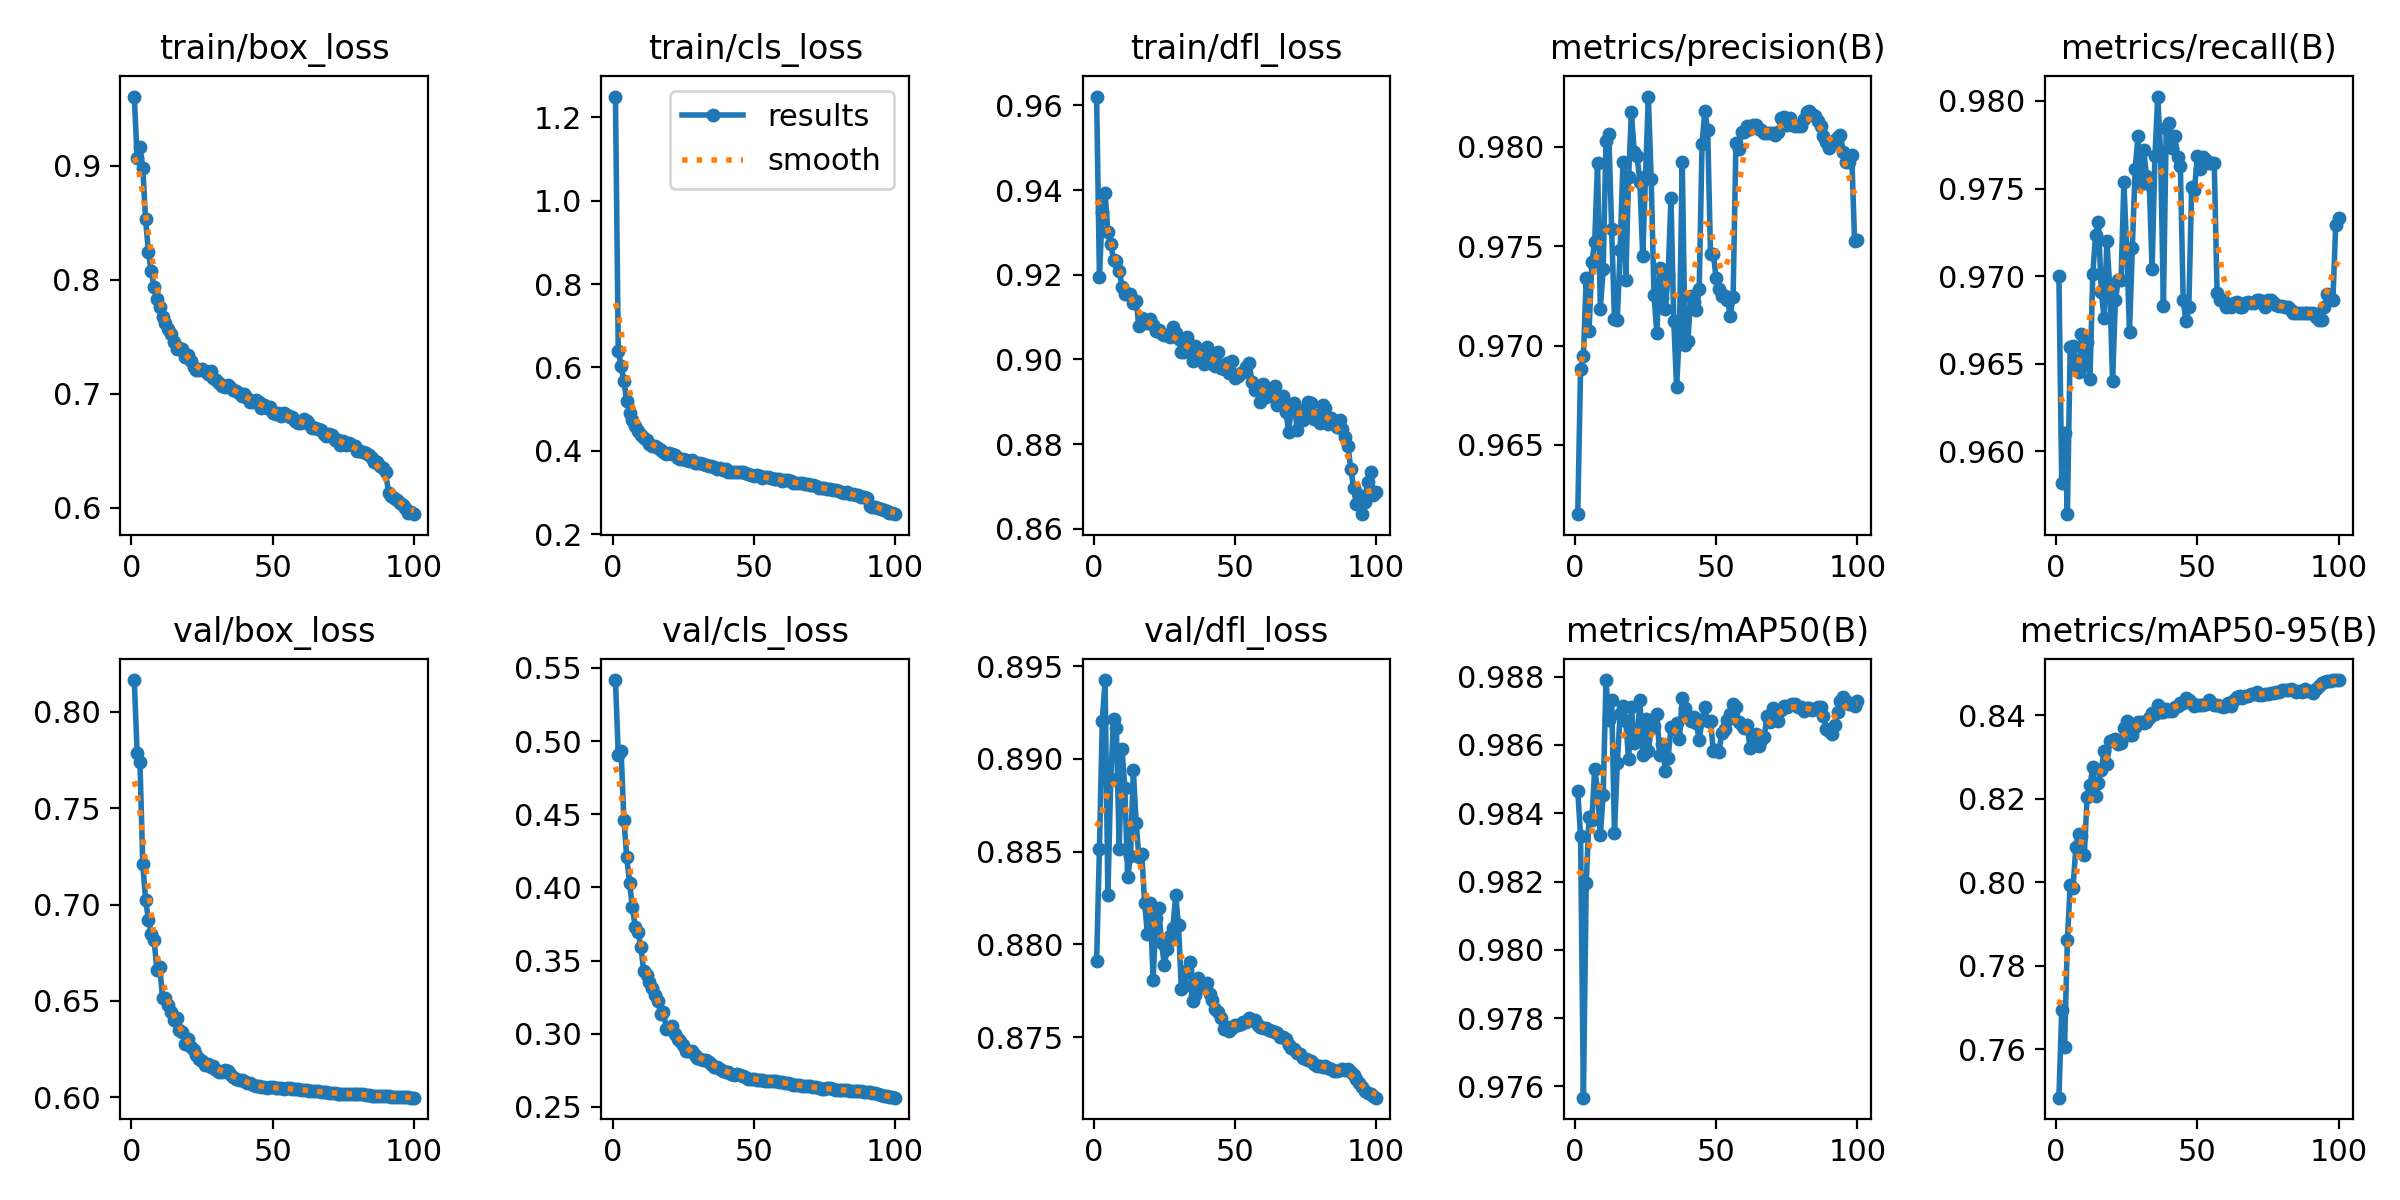 train/box_loss
0.9
0.8
0.7
0.6
0 50 100
train/cls_loss
results
smooth
1.2
1.0
0.8
0.6
0.4
0.2
0 50 100
train/dfl_loss
0.96
0.94
0.92
0.90
0.88
0.86
0 50 100
metrics/precision(B)
0.980
0.975
0.970
0.965
0 50 100
metrics/recall(B)
0.980
0.975
0.970
0.965
0.960
0 50 100
val/box_loss
0.80
0.75
0.70
0.65
0.60
0 50 100
val/cls_loss
0.55
0.50
0.45
0.40
0.35
0.30
0.25
0 50 100
val/dfl_loss
0.895
0.890
0.885
0.880
0.875
0 50 100
metrics/mAP50(B)
0.988
0.986
0.984
0.982
0.980
0.978
0.976
0 50 100
metrics/mAP50-95(B)
0.84
0.82
0.80
0.78
0.76
0 50 100